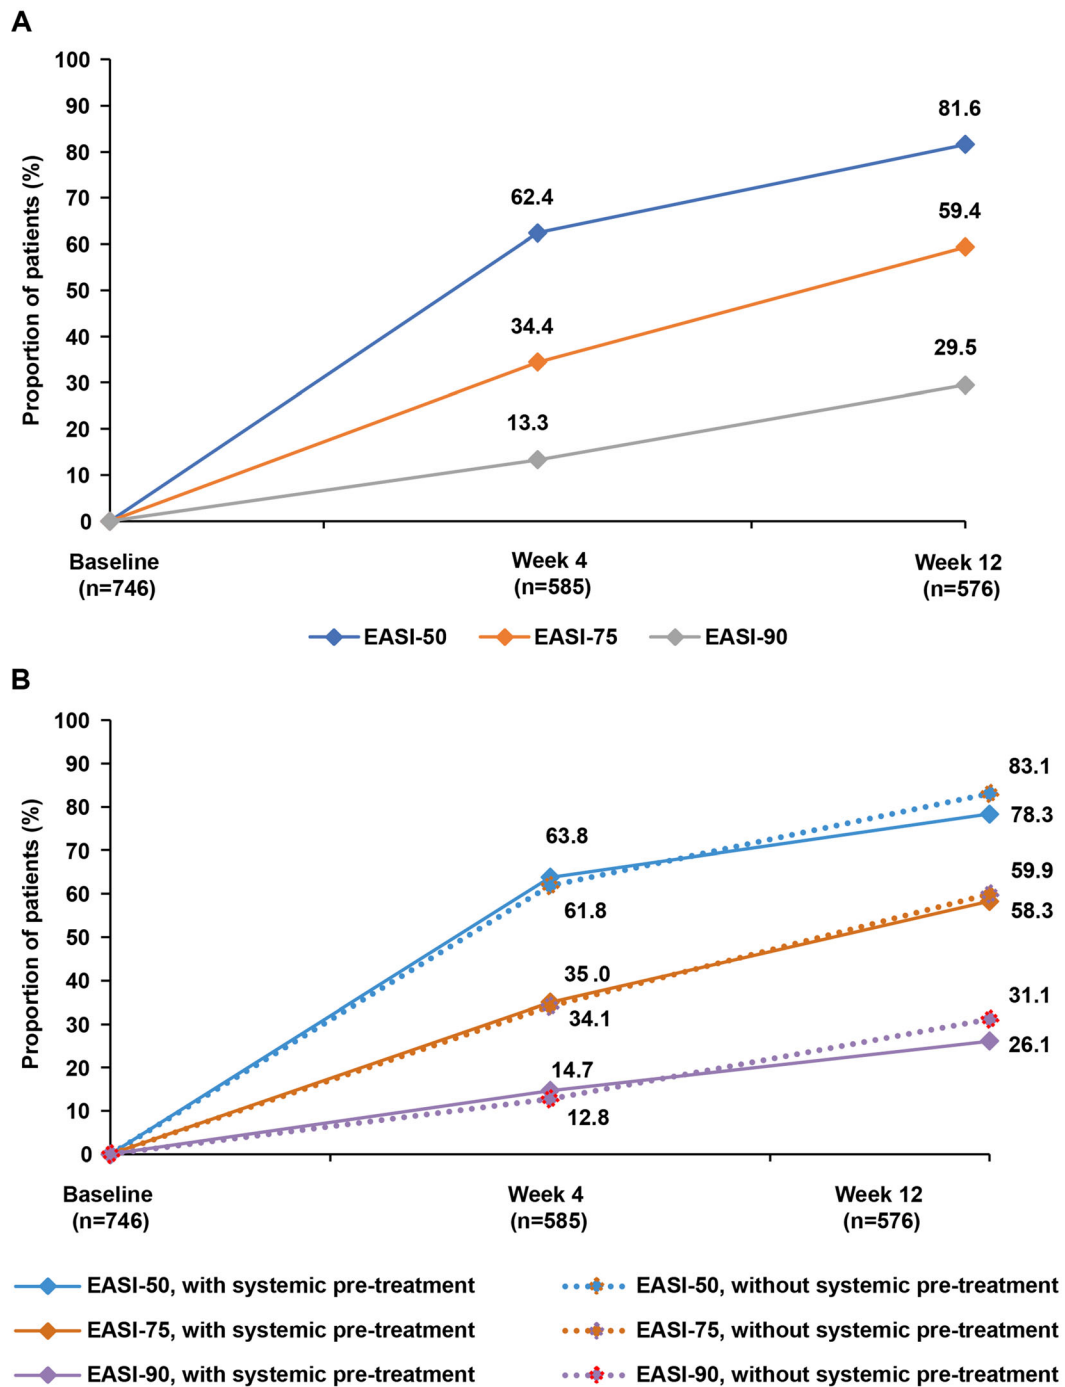 A
Proportion of patients (%)
100
90
80
70
60
50
40
30
20
10
0
62.4
81.6
34.4
59.4
13.3
29.5
Baseline
(n=746)
Week 4
(n=585)
Week 12
(n=576)
EASI-50 EASI-75 EASI-90
B
Proportion of patients (%)
100
90
80
70
60
50
40
30
20
10
0
63.8
61.8
83.1
78.3
35.0
34.1
59.9
58.3
14.7
12.8
31.1
26.1
Baseline
(n=746)
Week 4
(n=585)
Week 12
(n=576)
EASI-50, with systemic pre-treatment EASI-50, without systemic pre-treatment
EASI-75, with systemic pre-treatment EASI-75, without systemic pre-treatment
EASI-90, with systemic pre-treatment EASI-90, without systemic pre-treatment